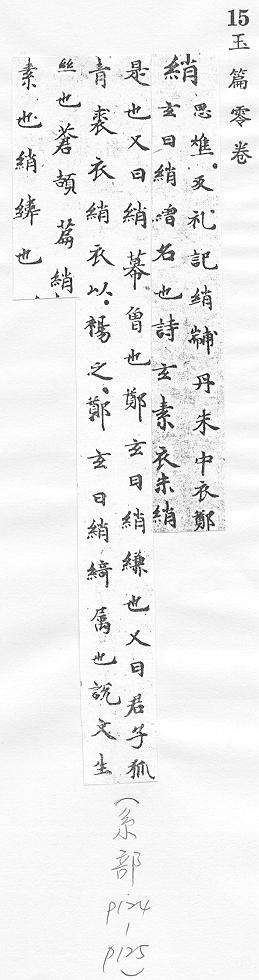 15
玉篇零卷
綃
思燋。反礼記綃黼丹朱中衣鄭
玄曰綃繒名也詩玄素衣朱綃
是也又曰綃幕魯也鄭玄曰綃縑也又曰君子狐
青裘衣綃衣以。裼之。鄭玄曰綃綺属也說文生
絲也蒼頡篇綃
素也綃也
(糸部 p124-p125)